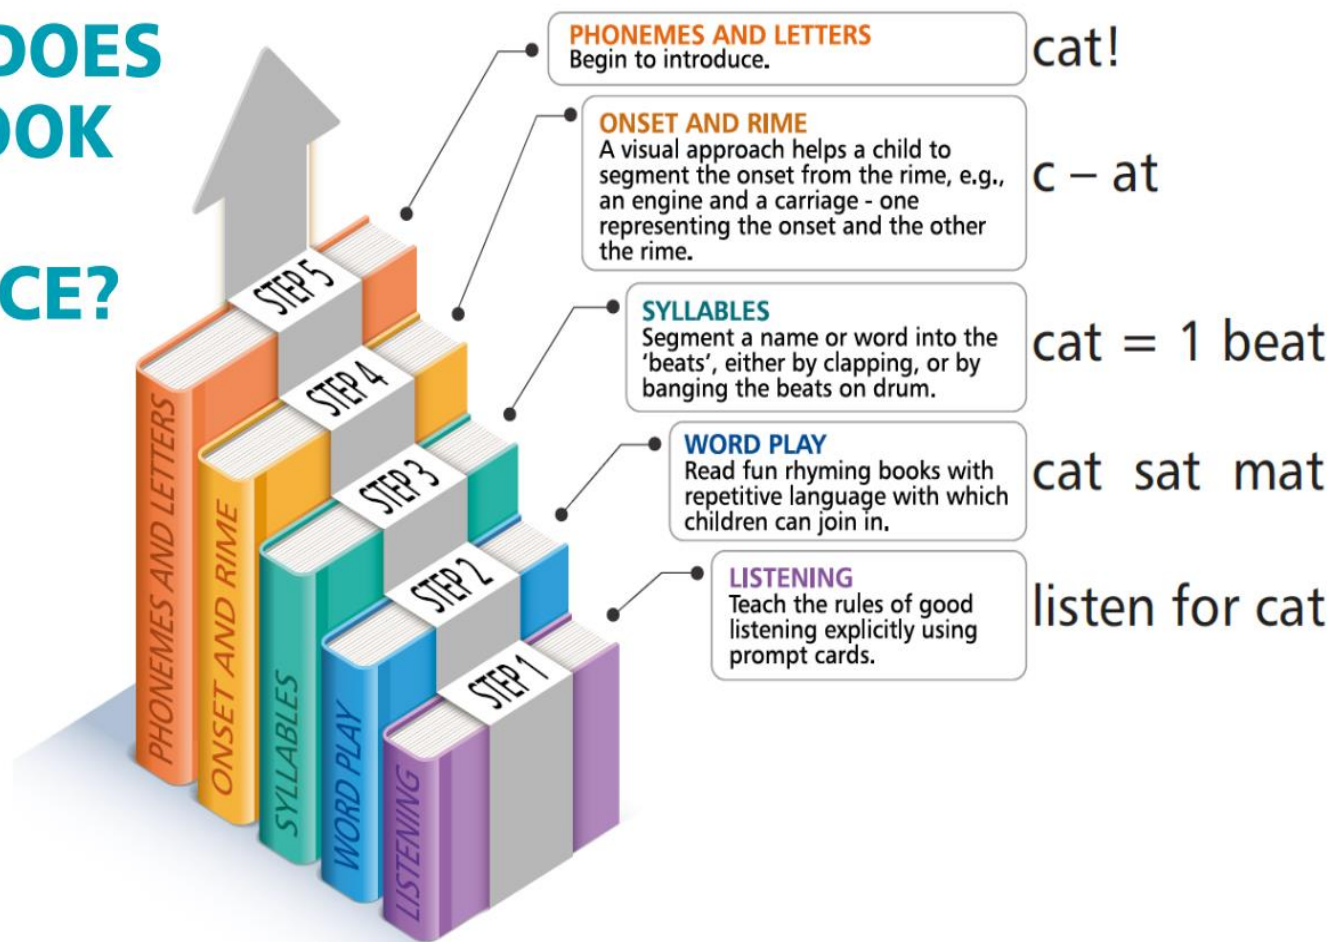 DOES
OOK
CE?
PHONEMES AND LETTERS
Begin to introduce.
cat!
ONSET AND RIME
A visual approach helps a child to
segment the onset from the rime, e.g.,
an engine and a carriage - one
representing the onset and the other
the rime.
c – at
SYLLABLES
Segment a name or word into the
'beats', either by clapping, or by
banging the beats on drum.
cat = 1 beat
WORD PLAY
Read fun rhyming books with
repetitive language with which
children can join in.
cat sat mat
LISTENING
Teach the rules of good
listening explicitly using
prompt cards.
listen for cat
STEP 5
STEP 4
STEP 3
STEP 2
STEP 1
PHONEMES AND LETTERS
ONSET AND RIME
SYLLABLES
WORD PLAY
LISTENING